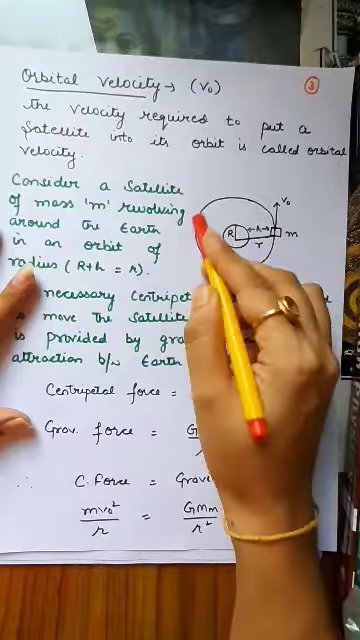 Orbital Velocity → (V₀)
③
The Velocity required to put a
Satellite into its orbit is called orbital
Velocity.
Consider a Satellite
of mass 'm' revolving
around the Earth
in an orbit of
radius (R+h = r).
V₀
R
h
r
m
necessary Centripet
move the Satellite
is provided by gra
attraction b/w Earth
Centripetal force =
Grav. force =
∴ C. Force = Grav
mv₀²/r = GMm/r²